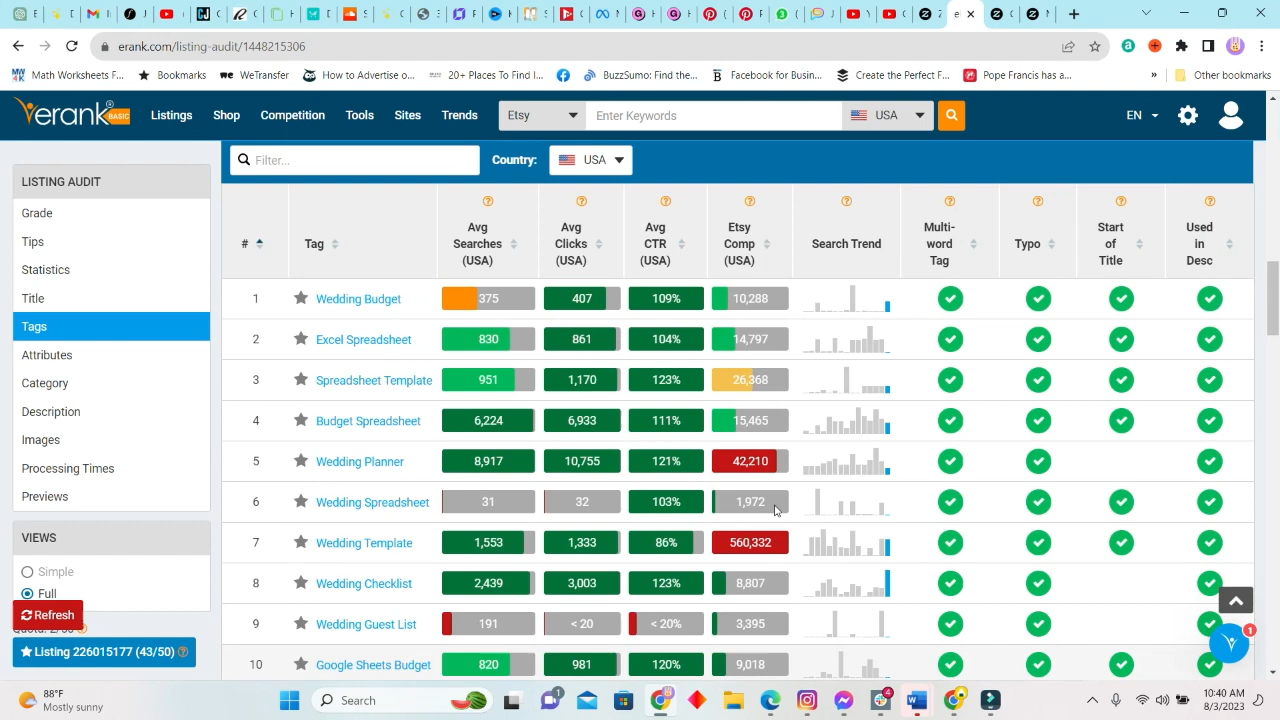 erank.com/listing-audit/1448215306
Math Worksheets F... Bookmarks WeTransfer How to Advertise o... 20+ Places To Find I... BuzzSumo: Find the... Facebook for Busin... Create the Perfect F... Pope Francis has a... » Other bookmarks
erank® BASIC Listings Shop Competition Tools Sites Trends Etsy Enter Keywords USA EN
Filter... Country: USA
LISTING AUDIT
Grade
Tips
Statistics
Title
Tags
Attributes
Category
Description
Images
Processing Times
Previews
VIEWS
Simple
Full
Refresh
Listing 226015177 (43/50)
# Tag Avg Searches (USA) Avg Clicks (USA) Avg CTR (USA) Etsy Comp (USA) Search Trend Multi-word Tag Typo Start of Title Used in Desc
1 Wedding Budget 375 407 109% 10,288
2 Excel Spreadsheet 830 861 104% 14,797
3 Spreadsheet Template 951 1,170 123% 26,368
4 Budget Spreadsheet 6,224 6,933 111% 15,465
5 Wedding Planner 8,917 10,755 121% 42,210
6 Wedding Spreadsheet 31 32 103% 1,972
7 Wedding Template 1,553 1,333 86% 560,332
8 Wedding Checklist 2,439 3,003 123% 8,807
9 Wedding Guest List 191 < 20 < 20% 3,395
10 Google Sheets Budget 820 981 120% 9,018
1
88°F
Mostly sunny
Search
1
4
10:40 AM
8/3/2023